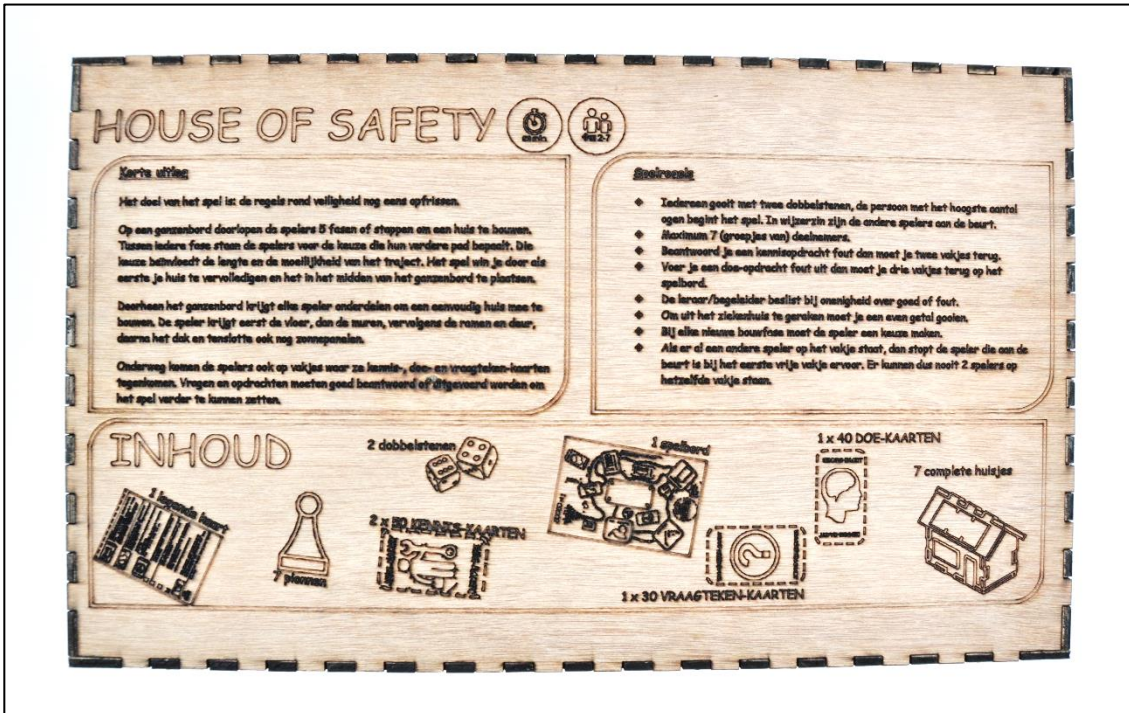 HOUSE OF SAFETY
2-7
Korte uitleg
Het doel van het spel is: de regels rond veiligheid nog eens opfrissen.
Op een ganzenbord doorlopen de spelers 5 fasen of stappen om een huis te bouwen.
Tussen iedere fase staan de spelers voor de keuze die hun verdere pad bepaalt. Die
keuze beïnvloedt de lengte en de moeilijkheid van het traject. Het spel win je door als
eerste je huis te vervolledigen en het in het midden van het ganzenbord te plaatsen.
Doorheen het ganzenbord krijgt elke speler onderdelen om een eenvoudig huis mee te
bouwen. De speler krijgt eerst de vloer, dan de muren, vervolgens de ramen en deur,
daarna het dak en tenslotte ook nog zonnepanelen.
Onderweg komen de spelers ook op vakjes waar ze kennis-, doe- en vraagteken-kaarten
tegenkomen. Vragen en opdrachten moeten goed beantwoord of uitgevoerd worden om
het spel verder te kunnen zetten.
Spelregels
❖ Iedereen gooit met twee dobbelstenen, de persoon met het hoogste aantal
ogen begint het spel. In wijzerzin zijn de andere spelers aan de beurt.
❖ Maximum 7 (groepjes van) deelnemers.
❖ Beantwoord je een kennisopdracht fout dan moet je twee vakjes terug.
❖ Voer je een doe-opdracht fout uit dan moet je drie vakjes terug op het
spelbord.
❖ De leraar/begeleider beslist bij onenigheid over goed of fout.
❖ Om uit het ziekenhuis te geraken moet je een even getal gooien.
❖ Bij elke nieuwe bouwfase moet de speler een keuze maken.
❖ Als er al een andere speler op het vakje staat, dan stopt de speler die aan de
beurt is bij het eerste vrije vakje ervoor. Er kunnen dus nooit 2 spelers op
hetzelfde vakje staan.
INHOUD
1 legende kaart
7 pionnen
2 dobbelstenen
2 x 50 KENNIS-KAARTEN
1 spelbord
1 x 30 VRAAGTEKEN-KAARTEN
1 x 40 DOE-KAARTEN
7 complete huisjes